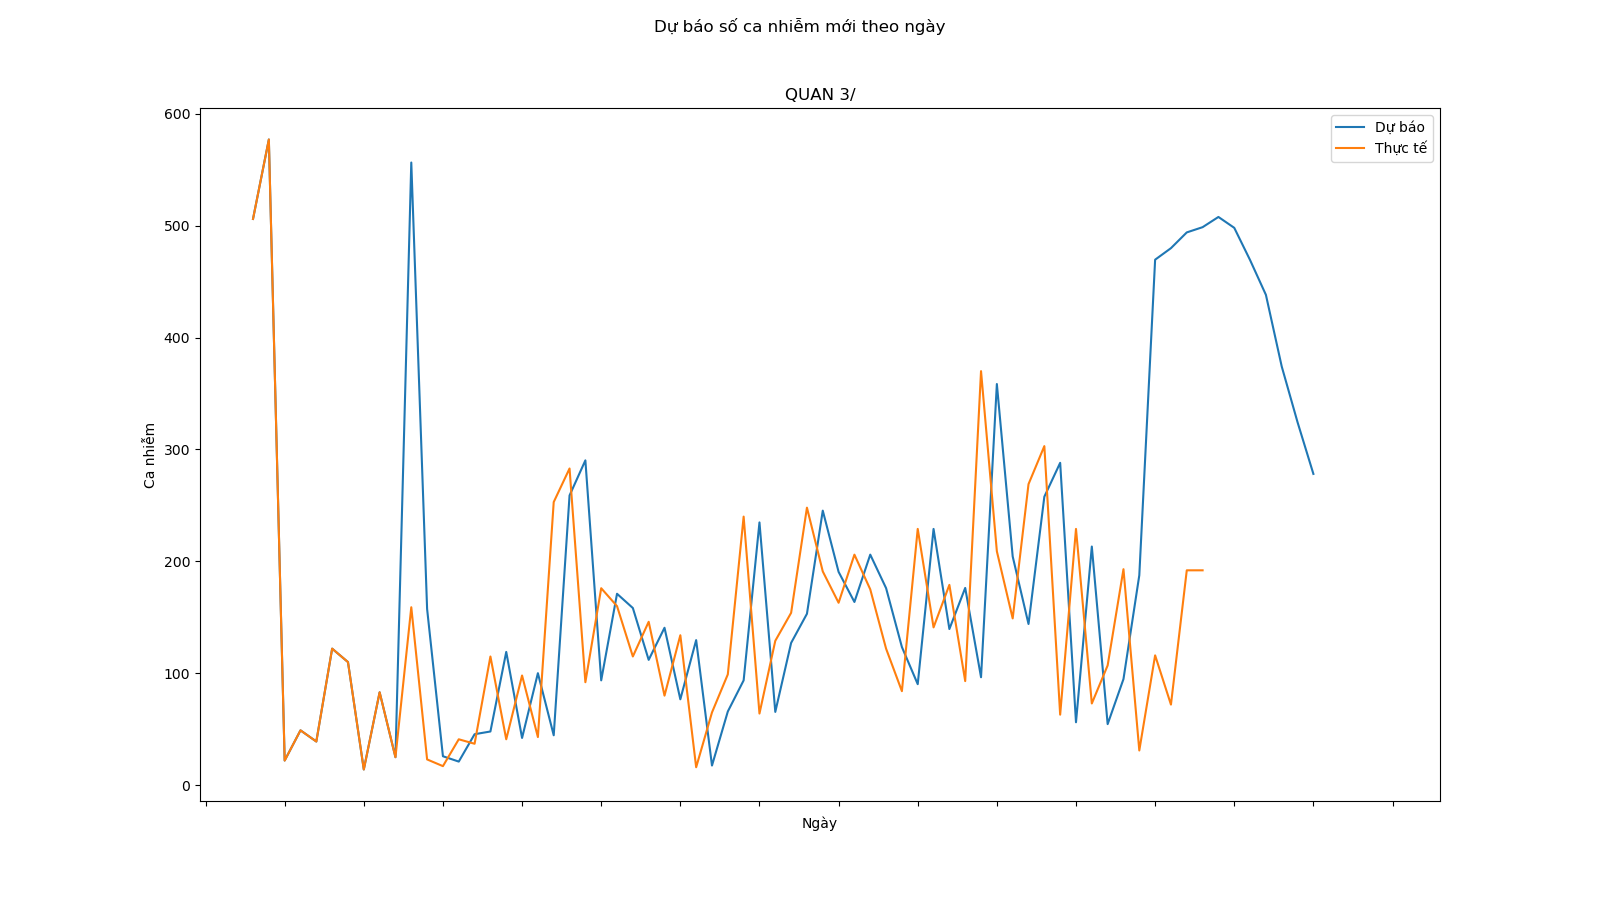 Dự báo số ca nhiễm mới theo ngày
QUAN 3/
Dự báo
Thực tế
600
500
400
300
200
100
0
Ca nhiễm
Ngày